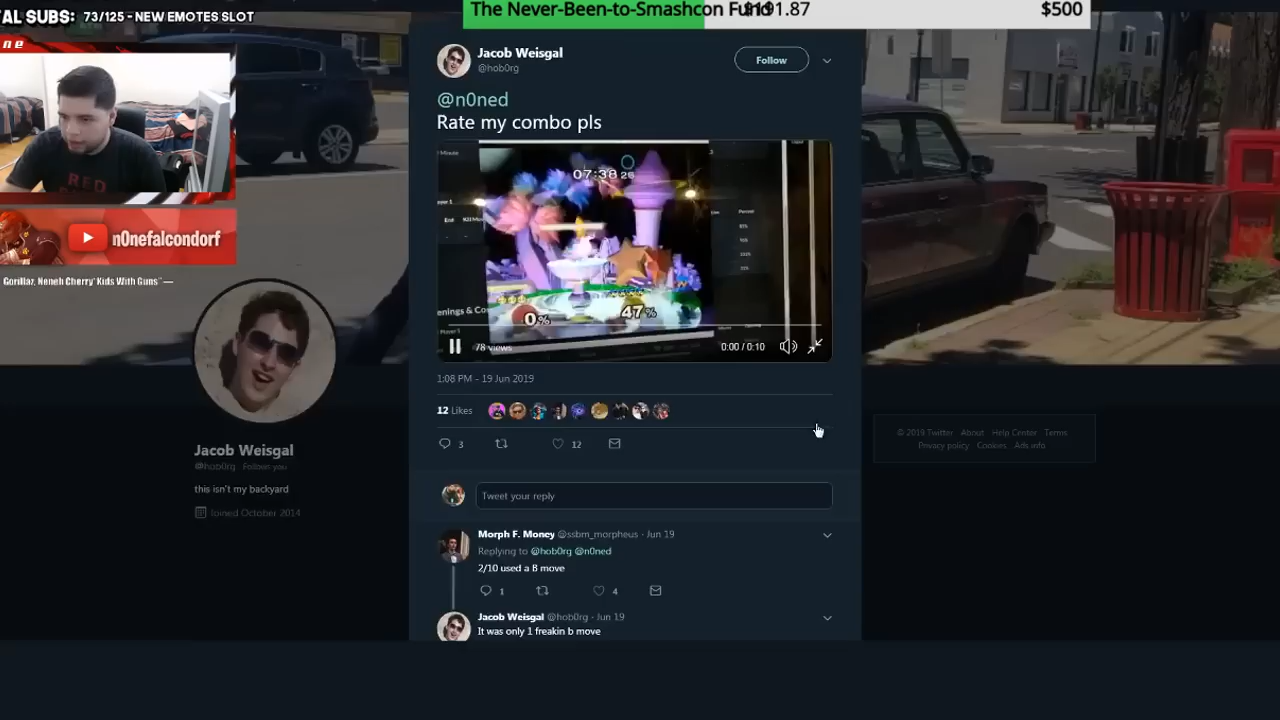 AL SUBS: 73/125 - NEW EMOTES SLOT
The Never-Been-to-Smashcon Fund
$191.87
$500
ne
n0nefalcondorf
Gorillaz, Neneh Cherry' Kids With Guns" —
Jacob Weisgal
@hob0rg
Follow
@n0ned
Rate my combo pls
07:38 26
0%
47%
78 views
0:00 / 0:10
1:08 PM - 19 Jun 2019
12 Likes
3
12
Tweet your reply
Morph F. Money @ssbm_morpheus · Jun 19
Replying to @hob0rg @n0ned
2/10 used a B move
1
4
Jacob Weisgal @hob0rg · Jun 19
It was only 1 freakin b move
Jacob Weisgal
@hob0rg Follows you
this isn't my backyard
Joined October 2014
© 2019 Twitter About Help Center Terms
Privacy policy Cookies Ads info